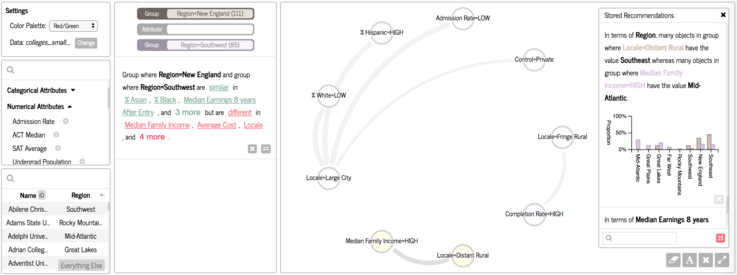 Settings
Color Palette: Red/Green
Data: colleges_small... Change
Categorical Attributes
Numerical Attributes
Admission Rate
ACT Median
SAT Average
Undergrad Population
Name ID Region
Abilene Chris... Southwest
Adams State U... Rocky Mountai...
Adelphi Unive... Mid-Atlantic
Adrian Colleg... Great Lakes
Adventist Uni... Everything Else
Group Region=New England (111)
Attribute
Group Region=Southwest (85)
Group where Region=New England and group
where Region=Southwest are similar in
% Asian , % Black , Median Earnings 8 years
After Entry , and 3 more but are different in
Median Family Income , Average Cost , Locale
, and 4 more .
Admission Rate=LOW
% Hispanic=HIGH
Control=Private
% White=LOW
Locale=Fringe Rural
Locale=Large City
Completion Rate=HIGH
Median Family Income=HIGH
Locale=Distant Rural
Stored Recommendations
In terms of Region, many objects in group
where Locale=Distant Rural have the
value Southeast whereas many objects in
group where Median Family
Income=HIGH have the value Mid-
Atlantic.
100%
50%
0%
Proportion
Mid-Atlantic
Great Plains
Great Lakes
Far West
Rocky Mountains
Southwest
New England
Southeast
In terms of Median Earnings 8 years
A